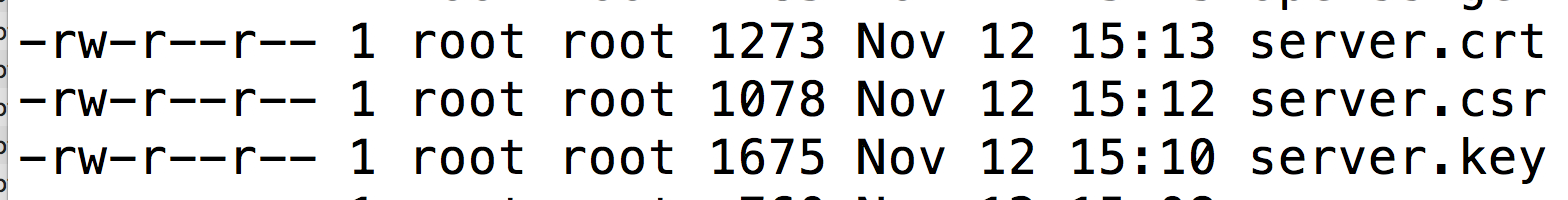 -rw-r--r-- 1 root root 1273 Nov 12 15:13 server.crt
-rw-r--r-- 1 root root 1078 Nov 12 15:12 server.csr
-rw-r--r-- 1 root root 1675 Nov 12 15:10 server.key